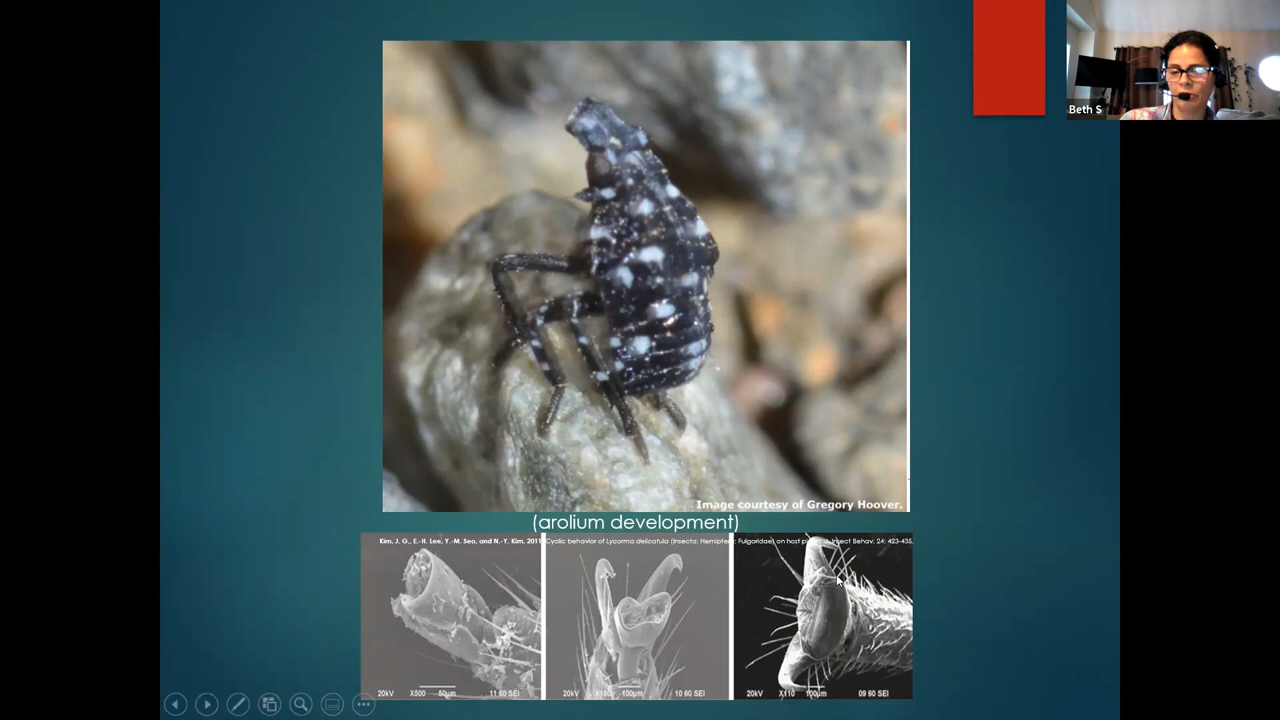 Beth S
Image courtesy of Gregory Hoover.
(arolium development)
Kim, J. G., E.-H. Lee, Y.-M. Seo, and N.-Y. Kim. 2011 Cyclic behavior of Lycorma delicatula (Insecta: Hemiptera: Fulgoridae) on host Insect Behav. 24: 423-435.
20kV X500 50µm 11 60 SEI
20kV X160 100µm 10 60 SEI
20kV X110 100µm 09 60 SEI